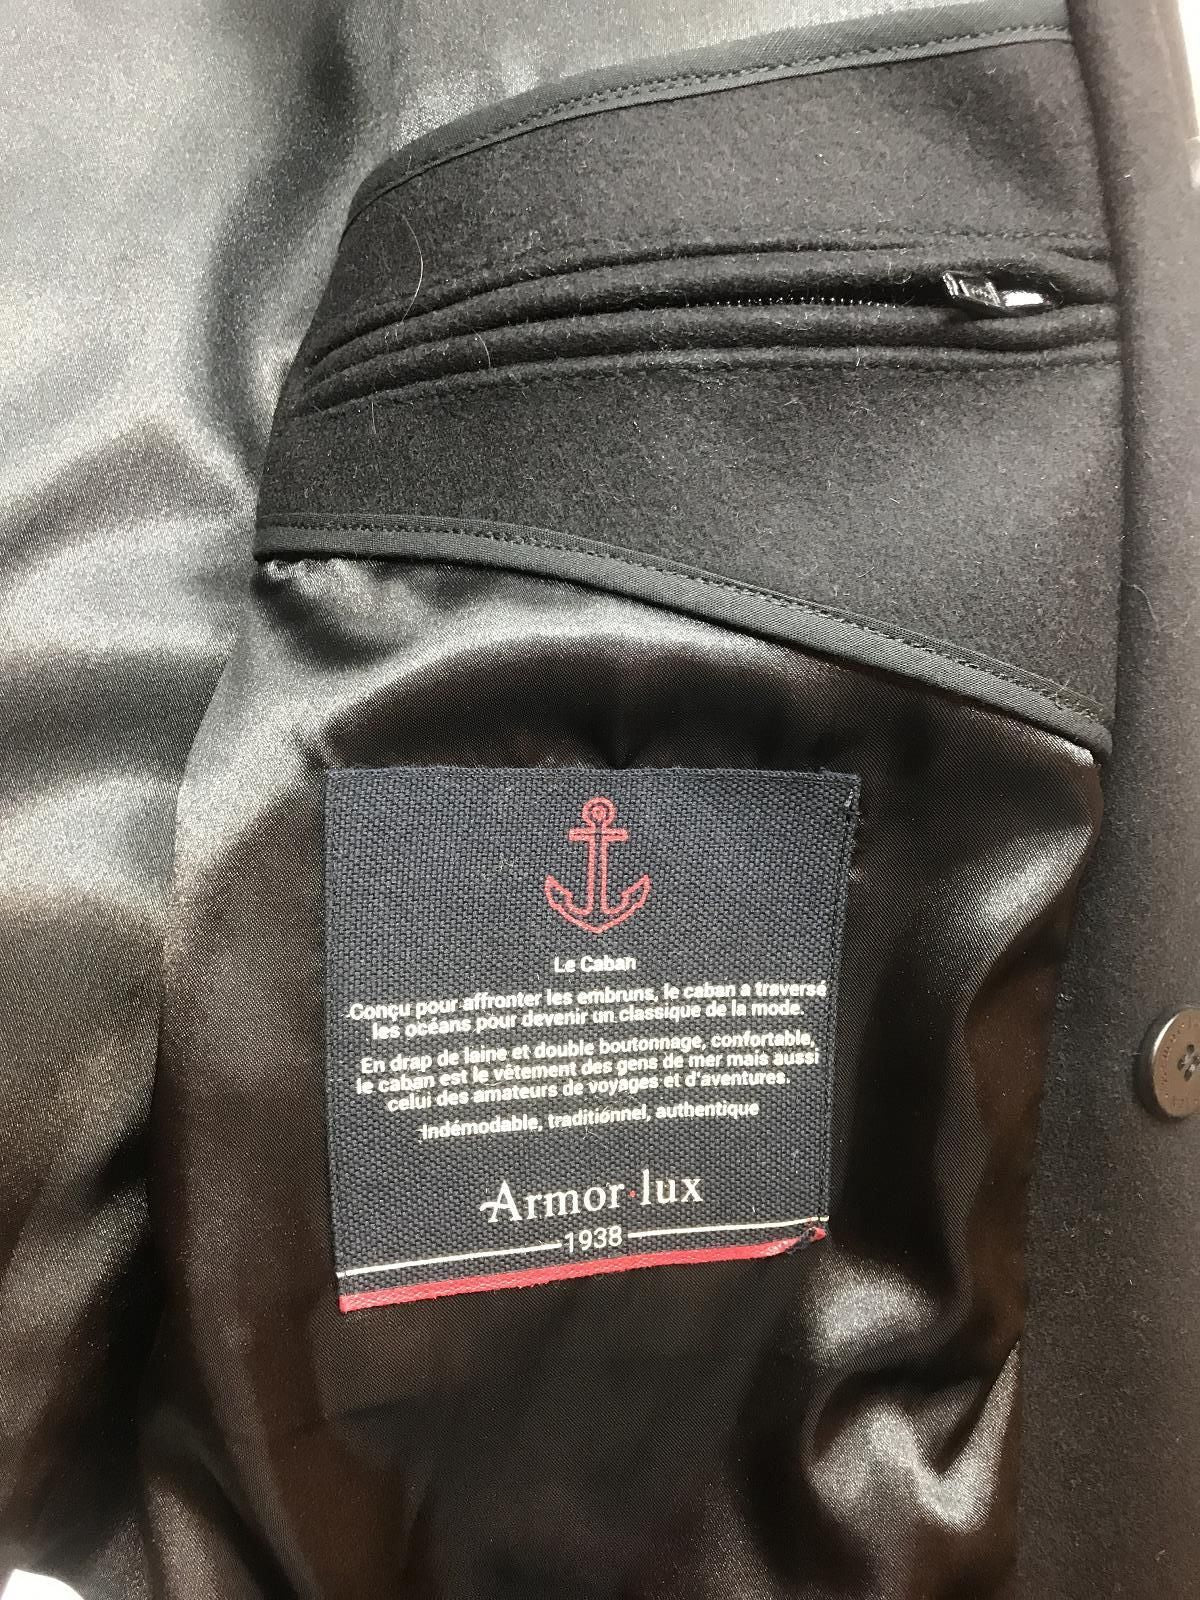 Le Caban
Conçu pour affronter les embruns, le caban a traversé
les océans pour devenir un classique de la mode.
En drap de laine et double boutonnage, confortable,
le caban est le vêtement des gens de mer mais aussi
celui des amateurs de voyages et d'aventures.
Indémodable, traditionnel, authentique
Armor·lux
1938